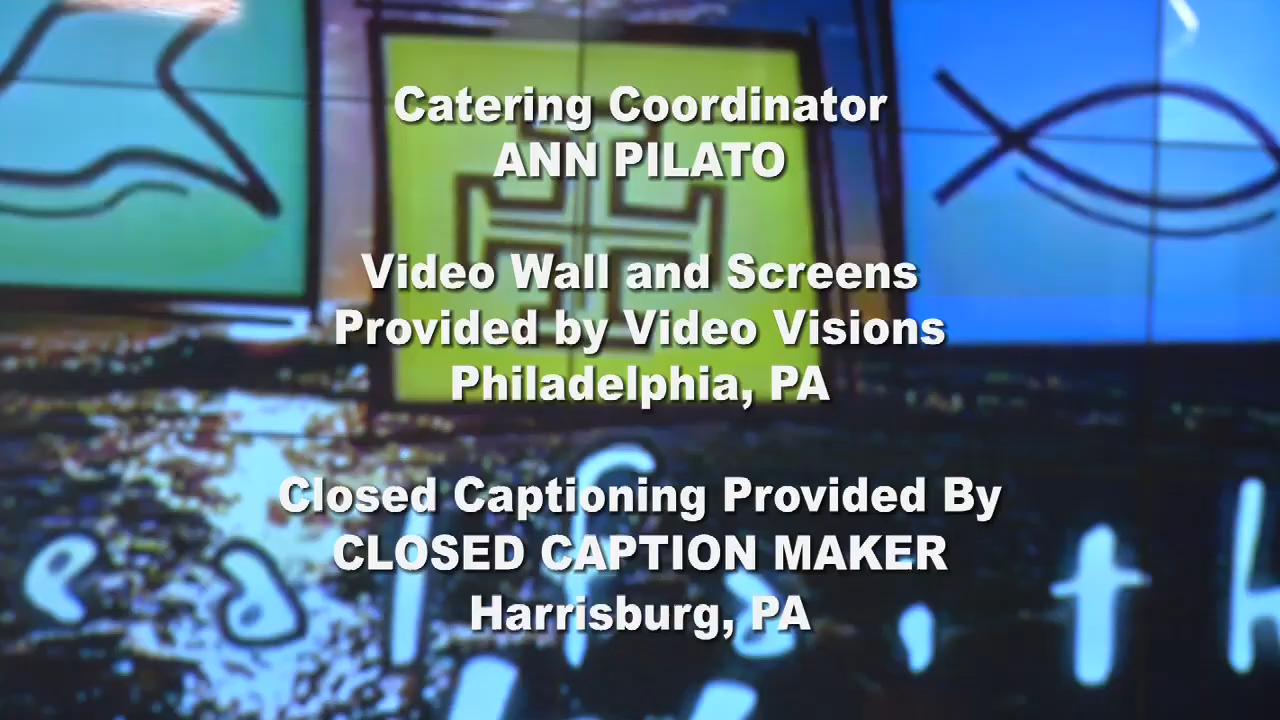 Catering Coordinator
ANN PILATO
Video Wall and Screens
Provided by Video Visions
Philadelphia, PA
Closed Captioning Provided By
CLOSED CAPTION MAKER
Harrisburg, PA